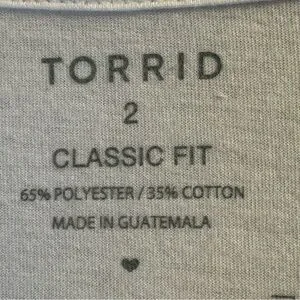 TORRID
2
CLASSIC FIT
65% POLYESTER / 35% COTTON
MADE IN GUATEMALA